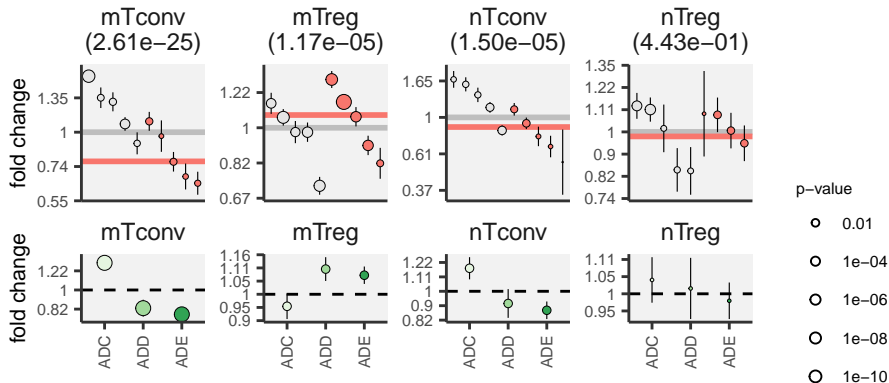 mTconv
(2.61e−25)
mTreg
(1.17e−05)
nTconv
(1.50e−05)
nTreg
(4.43e−01)
fold change
1.35
1
0.74
0.55
1.22
1
0.82
0.67
1.65
1
0.61
0.37
1.35
1.22
1.11
1
0.9
0.82
0.74
mTconv
mTreg
nTconv
nTreg
fold change
1.22
1
0.82
1.16
1.11
1.05
1
0.95
0.9
1.22
1.11
1
0.9
0.82
1.11
1.05
1
0.95
ADC
ADD
ADE
ADC
ADD
ADE
ADC
ADD
ADE
ADC
ADD
ADE
p−value
0.01
1e−04
1e−06
1e−08
1e−10